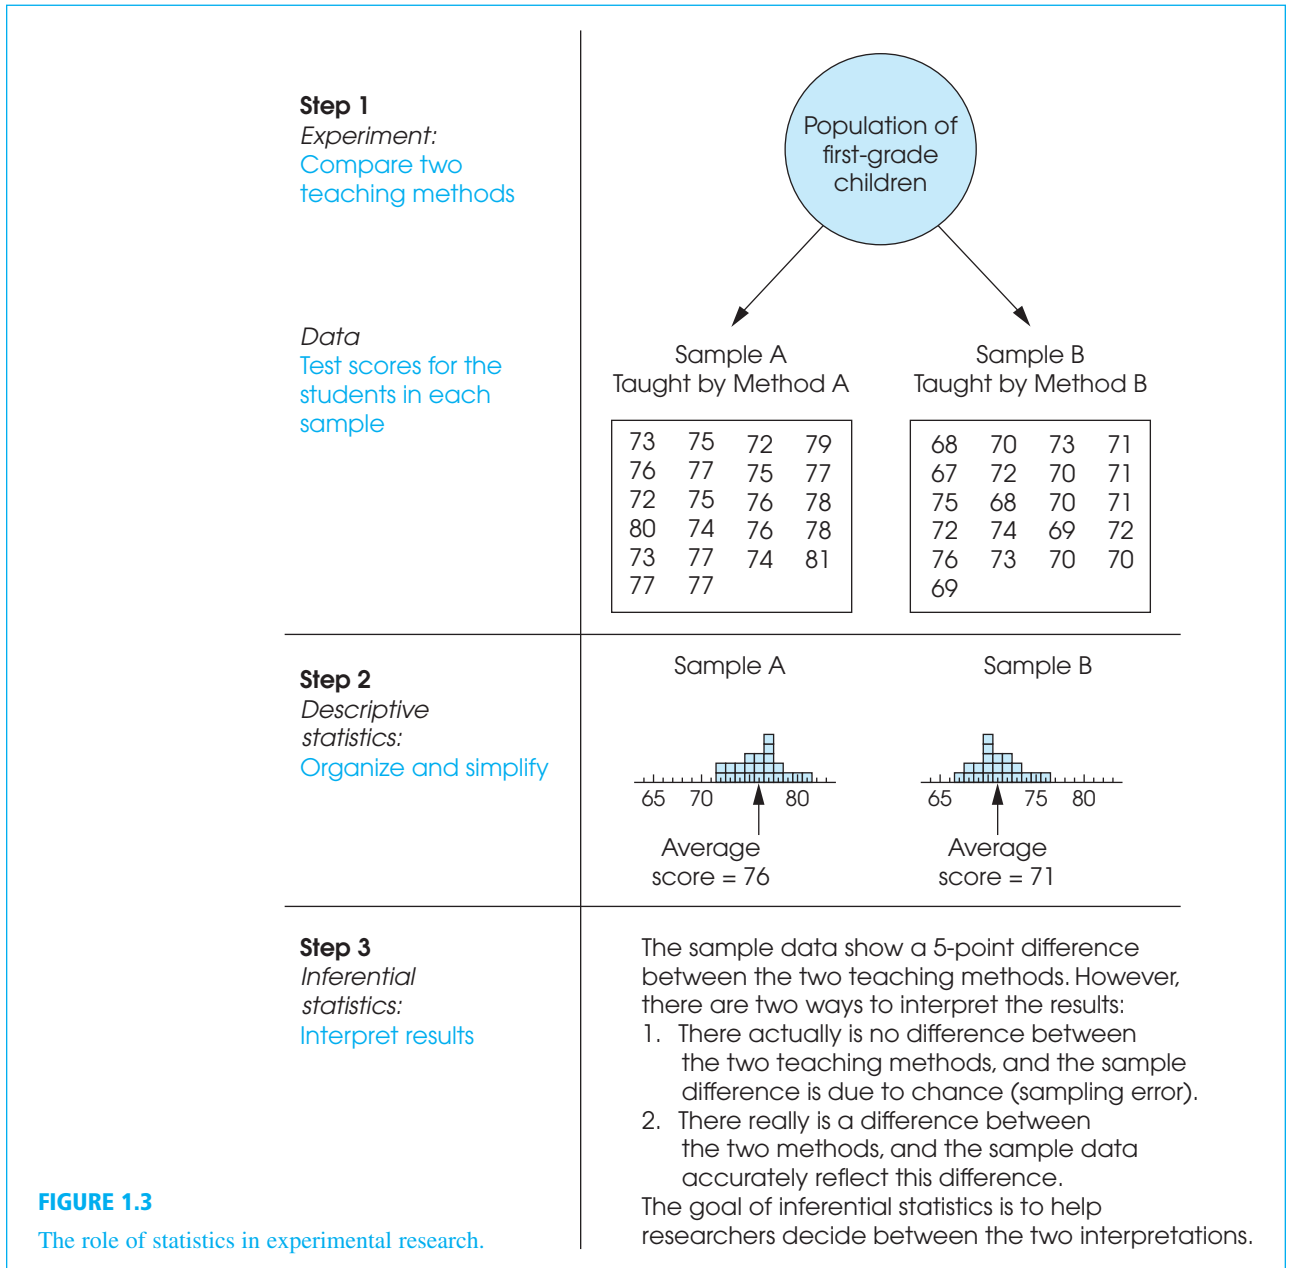 Step 1
Experiment:
Compare two
teaching methods
Population of
first-grade
children
Data
Test scores for the
students in each
sample
Sample A
Taught by Method A
73 75 72 79
76 77 75 77
72 75 76 78
80 74 76 78
73 77 74 81
77 77
Sample B
Taught by Method B
68 70 73 71
67 72 70 71
75 68 70 71
72 74 69 72
76 73 70 70
69
Step 2
Descriptive
statistics:
Organize and simplify
Sample A
65 70 80
Average
score = 76
Sample B
65 75 80
Average
score = 71
Step 3
Inferential
statistics:
Interpret results
The sample data show a 5-point difference
between the two teaching methods. However,
there are two ways to interpret the results:
1. There actually is no difference between
the two teaching methods, and the sample
difference is due to chance (sampling error).
2. There really is a difference between
the two methods, and the sample data
accurately reflect this difference.
The goal of inferential statistics is to help
researchers decide between the two interpretations.
FIGURE 1.3
The role of statistics in experimental research.